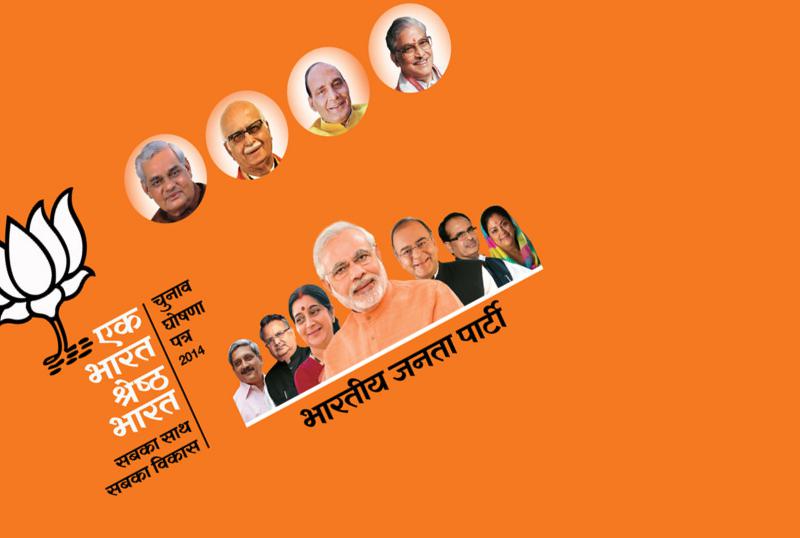 एक
भारत
श्रेष्ठ
भारत
सबका साथ
सबका विकास
चुनाव
घोषणा
पत्र
2014
भारतीय जनता पार्टी